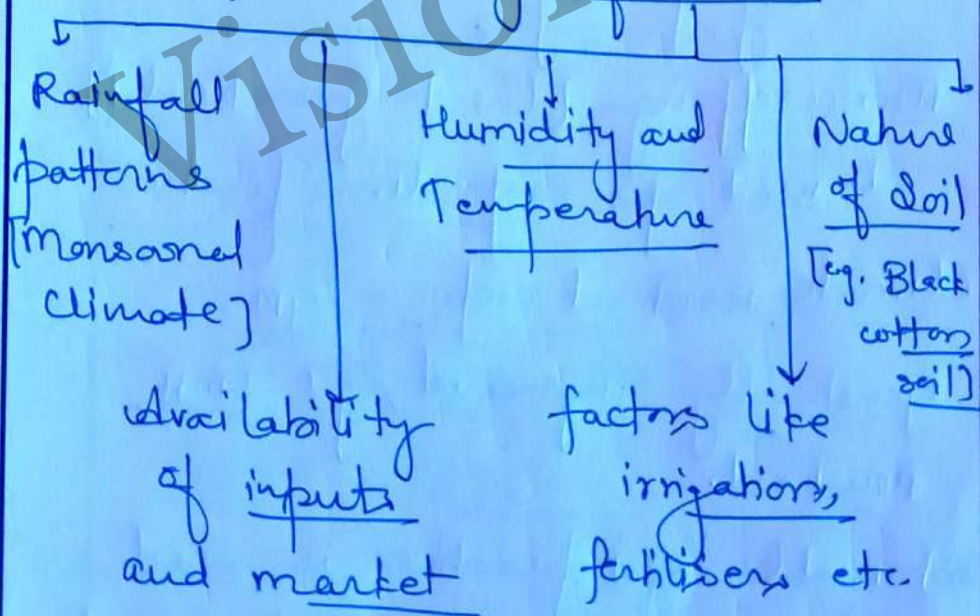 Rainfall
patterns
[Monsoonal
Climate]
Humidity and
Temperature
Nature
of Soil
[eg. Black
cotton
soil]
Availability
of inputs
and market
factors like
irrigation,
fertilisers etc.